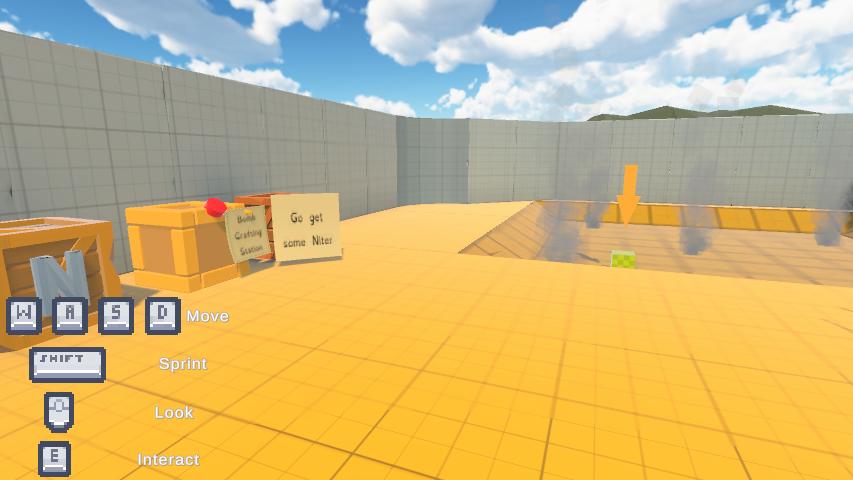 Bomb
Crafting
Station
Go get
some Niter
N
W A S D Move
SHIFT Sprint
Look
E Interact